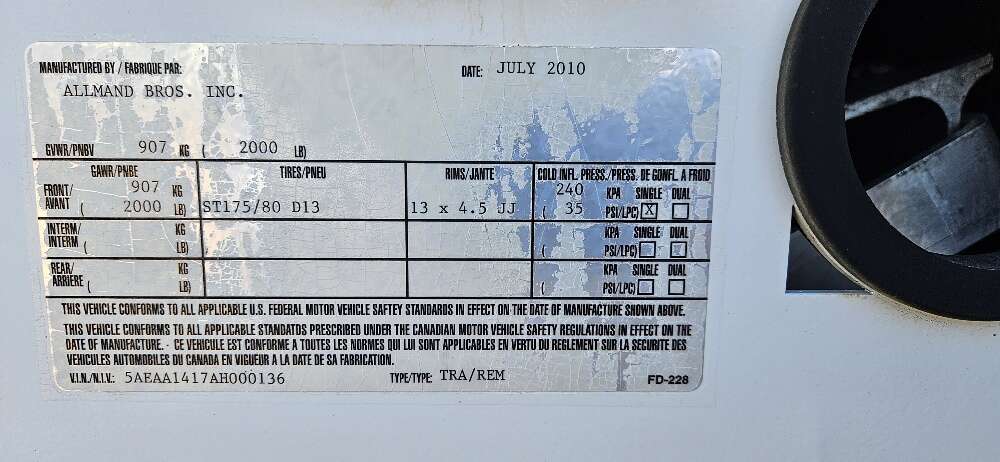 MANUFACTURED BY / FABRIQUE PAR: DATE: JULY 2010
ALLMAND BROS. INC.
GVWR/PNBV 907 KG ( 2000 LB)
GAWR/PNBE TIRES/PNEU RIMS/JANTE COLD INFL. PRESS./PRESS. DE GONFL. A FROID
FRONT/ 907 KG 240 KPA SINGLE DUAL
AVANT ( 2000 LB) ST175/80 D13 13 x 4.5 JJ ( 35 PSI/LPC) X
INTERM/ KG KPA SINGLE DUAL
INTERM ( LB) ( PSI/LPC)
REAR/ KG KPA SINGLE DUAL
ARRIERE ( LB) ( PSI/LPC)
THIS VEHICLE CONFORMS TO ALL APPLICABLE U.S. FEDERAL MOTOR VEHICLE SAFTEY STANDARDS IN EFFECT ON THE DATE OF MANUFACTURE SHOWN ABOVE.
THIS VEHICLE CONFORMS TO ALL APPLICABLE STANDATDS PRESCRIBED UNDER THE CANADIAN MOTOR VEHICLE SAFETY REGULATIONS IN EFFECT ON THE
DATE OF MANUFACTURE. - CE VEHICULE EST CONFORME A TOUTES LES NORMES QUI LUI SONT APPLICABLES EN VERTU DU REGLEMENT SUR LA SECURITE DES
VEHICULES AUTOMOBILES DU CANADA EN VIGUEUR A LA DATE DE SA FABRICATION.
V.I.N./N.I.V.: 5AEAA1417AH000136 TYPE/TYPE: TRA/REM FD-228